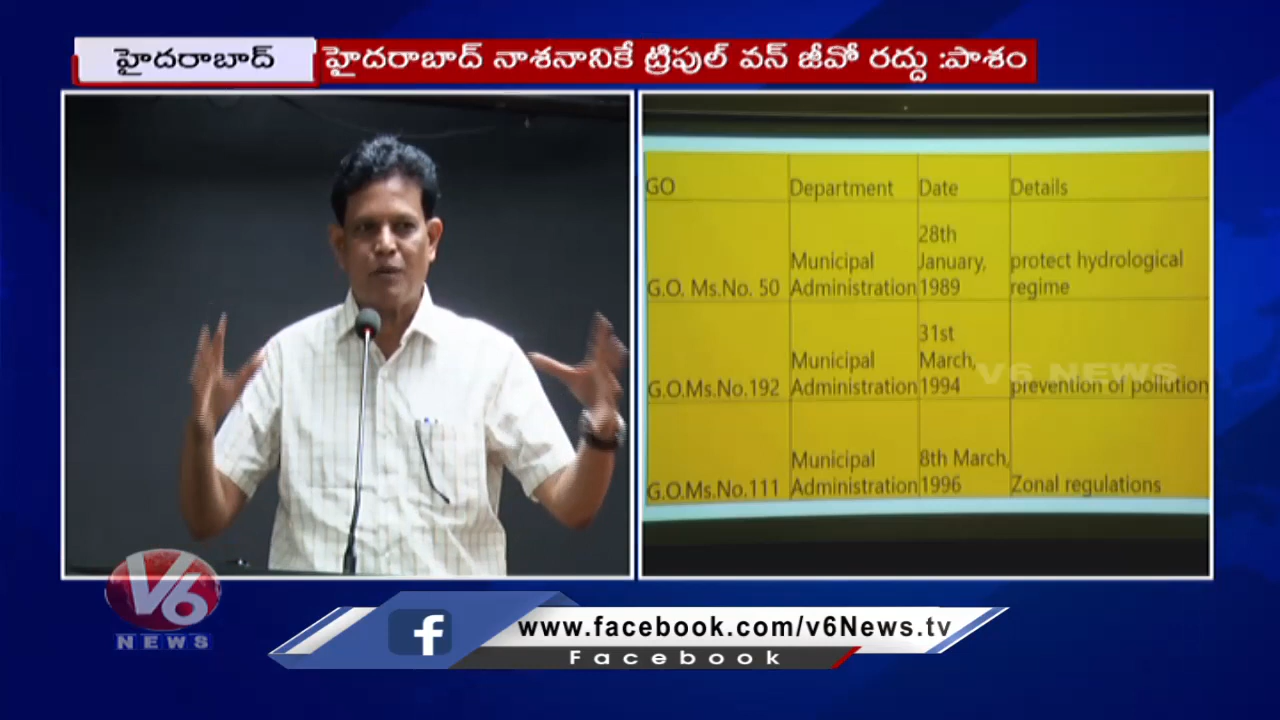 హైదరాబాద్
హైదరాబాద్ నాశనానికే ట్రిపుల్ వన్ జీవో రద్దు :పాశం
GO Department Date Details
G.O. Ms.No. 50 Municipal Administration 28th January, 1989 protect hydrological regime
G.O.Ms.No.192 Municipal Administration 31st March, 1994 prevention of pollution
G.O.Ms.No.111 Municipal Administration 8th March, 1996 Zonal regulations
V6 NEWS
V6
NEWS
f
www.facebook.com/v6News.tv
Facebook